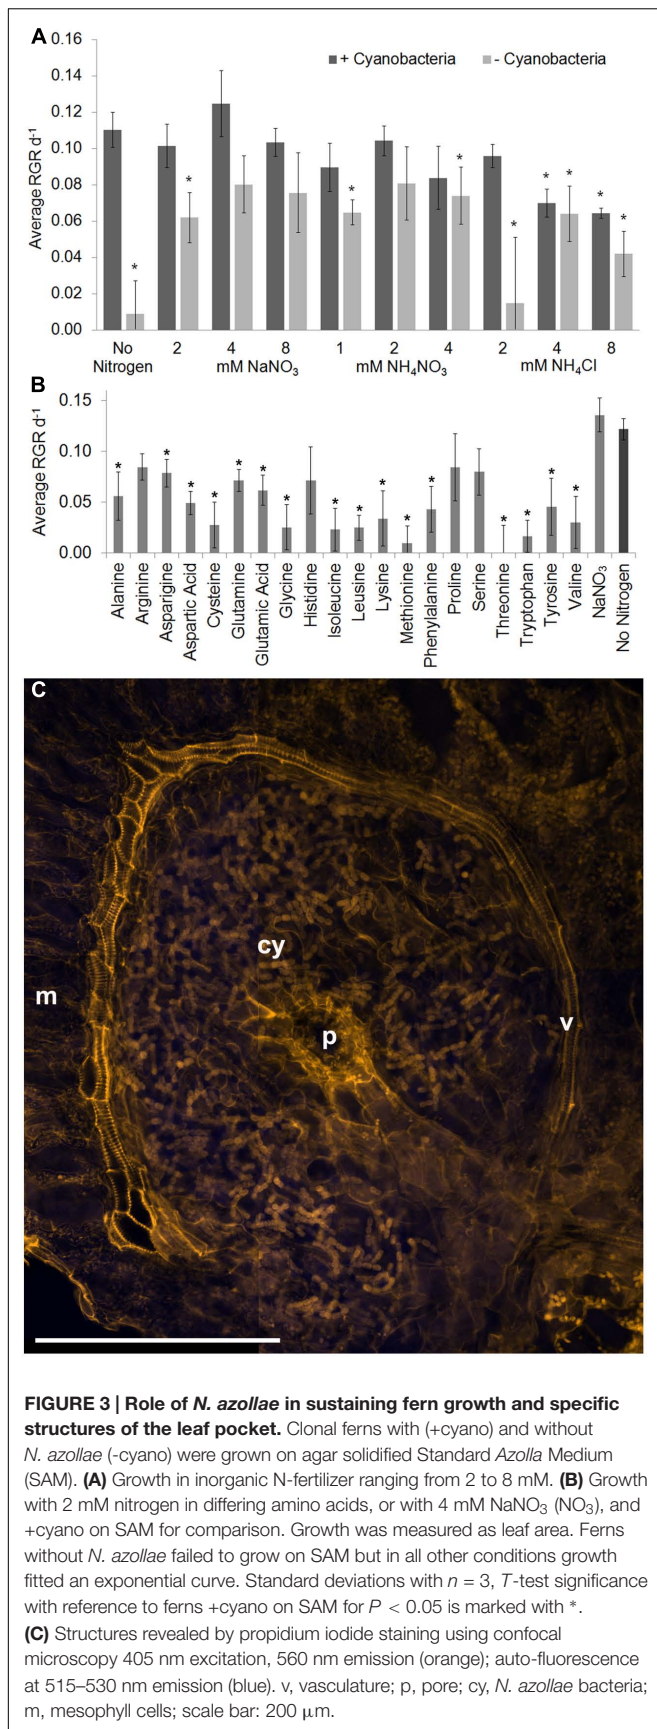 A
0.16
0.14
0.12
0.10
0.08
0.06
0.04
0.02
0.00
Average RGR d-1
+ Cyanobacteria
- Cyanobacteria
* * * * * * * *
No
Nitrogen
2 4 8 1 2 4 2 4 8
mM NaNO3 mM NH4NO3 mM NH4Cl
B
0.15
0.10
0.05
0.00
Average RGR d-1
* * * * * * * * * * * * * * * *
Alanine
Arginine
Asparigine
Aspartic Acid
Cysteine
Glutamine
Glutamic Acid
Glycine
Histidine
Isoleucine
Leusine
Lysine
Methionine
Phenylalanine
Proline
Serine
Threonine
Tryptophan
Tyrosine
Valine
NaNO3
No Nitrogen
C
cy
m
p
v
FIGURE 3 | Role of N. azollae in sustaining fern growth and specific
structures of the leaf pocket. Clonal ferns with (+cyano) and without
N. azollae (-cyano) were grown on agar solidified Standard Azolla Medium
(SAM). (A) Growth in inorganic N-fertilizer ranging from 2 to 8 mM. (B) Growth
with 2 mM nitrogen in differing amino acids, or with 4 mM NaNO3 (NO3), and
+cyano on SAM for comparison. Growth was measured as leaf area. Ferns
without N. azollae failed to grow on SAM but in all other conditions growth
fitted an exponential curve. Standard deviations with n = 3, T-test significance
with reference to ferns +cyano on SAM for P < 0.05 is marked with *.
(C) Structures revealed by propidium iodide staining using confocal
microscopy 405 nm excitation, 560 nm emission (orange); auto-fluorescence
at 515–530 nm emission (blue). v, vasculature; p, pore; cy, N. azollae bacteria;
m, mesophyll cells; scale bar: 200 μm.